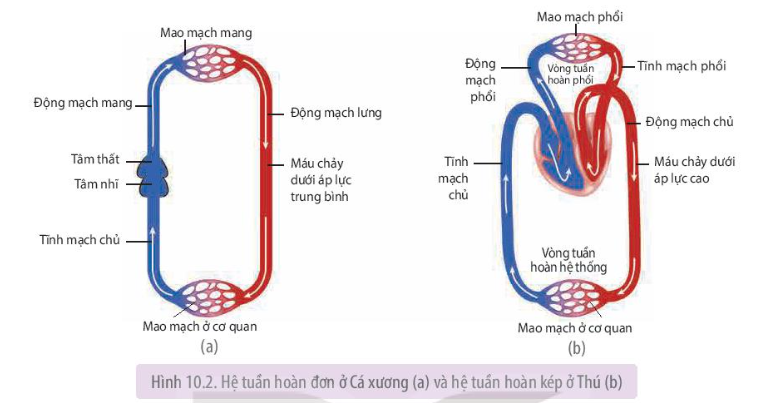 Mao mạch mang
Động mạch mang
Động mạch lưng
Tâm thất
Tâm nhĩ
Máu chảy
dưới áp lực
trung bình
Tĩnh mạch chủ
Mao mạch ở cơ quan
(a)
Mao mạch phổi
Động
mạch
phổi
Vòng tuần
hoàn phổi
Tĩnh mạch phổi
Động mạch chủ
Tĩnh
mạch
chủ
Máu chảy dưới
áp lực cao
Vòng tuần
hoàn hệ thống
Mao mạch ở cơ quan
(b)
Hình 10.2. Hệ tuần hoàn đơn ở Cá xương (a) và hệ tuần hoàn kép ở Thú (b)